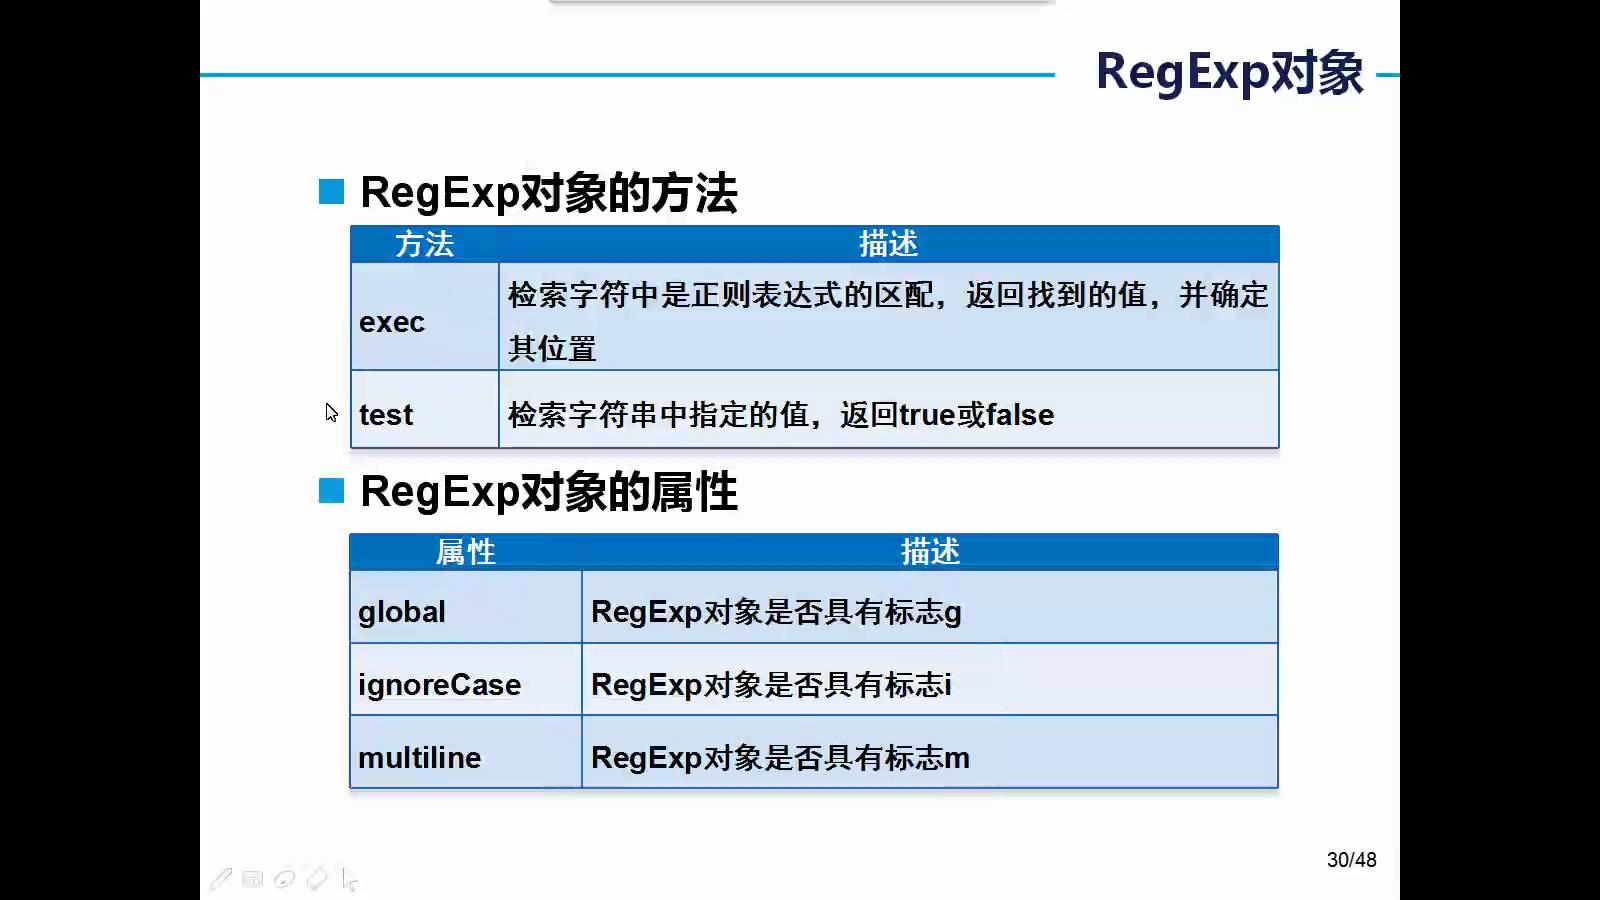 RegExp对象
RegExp对象的方法
方法 描述
exec 检索字符中是正则表达式的区配，返回找到的值，并确定
其位置
test 检索字符串中指定的值，返回true或false
RegExp对象的属性
属性 描述
global RegExp对象是否具有标志g
ignoreCase RegExp对象是否具有标志i
multiline RegExp对象是否具有标志m
30/48